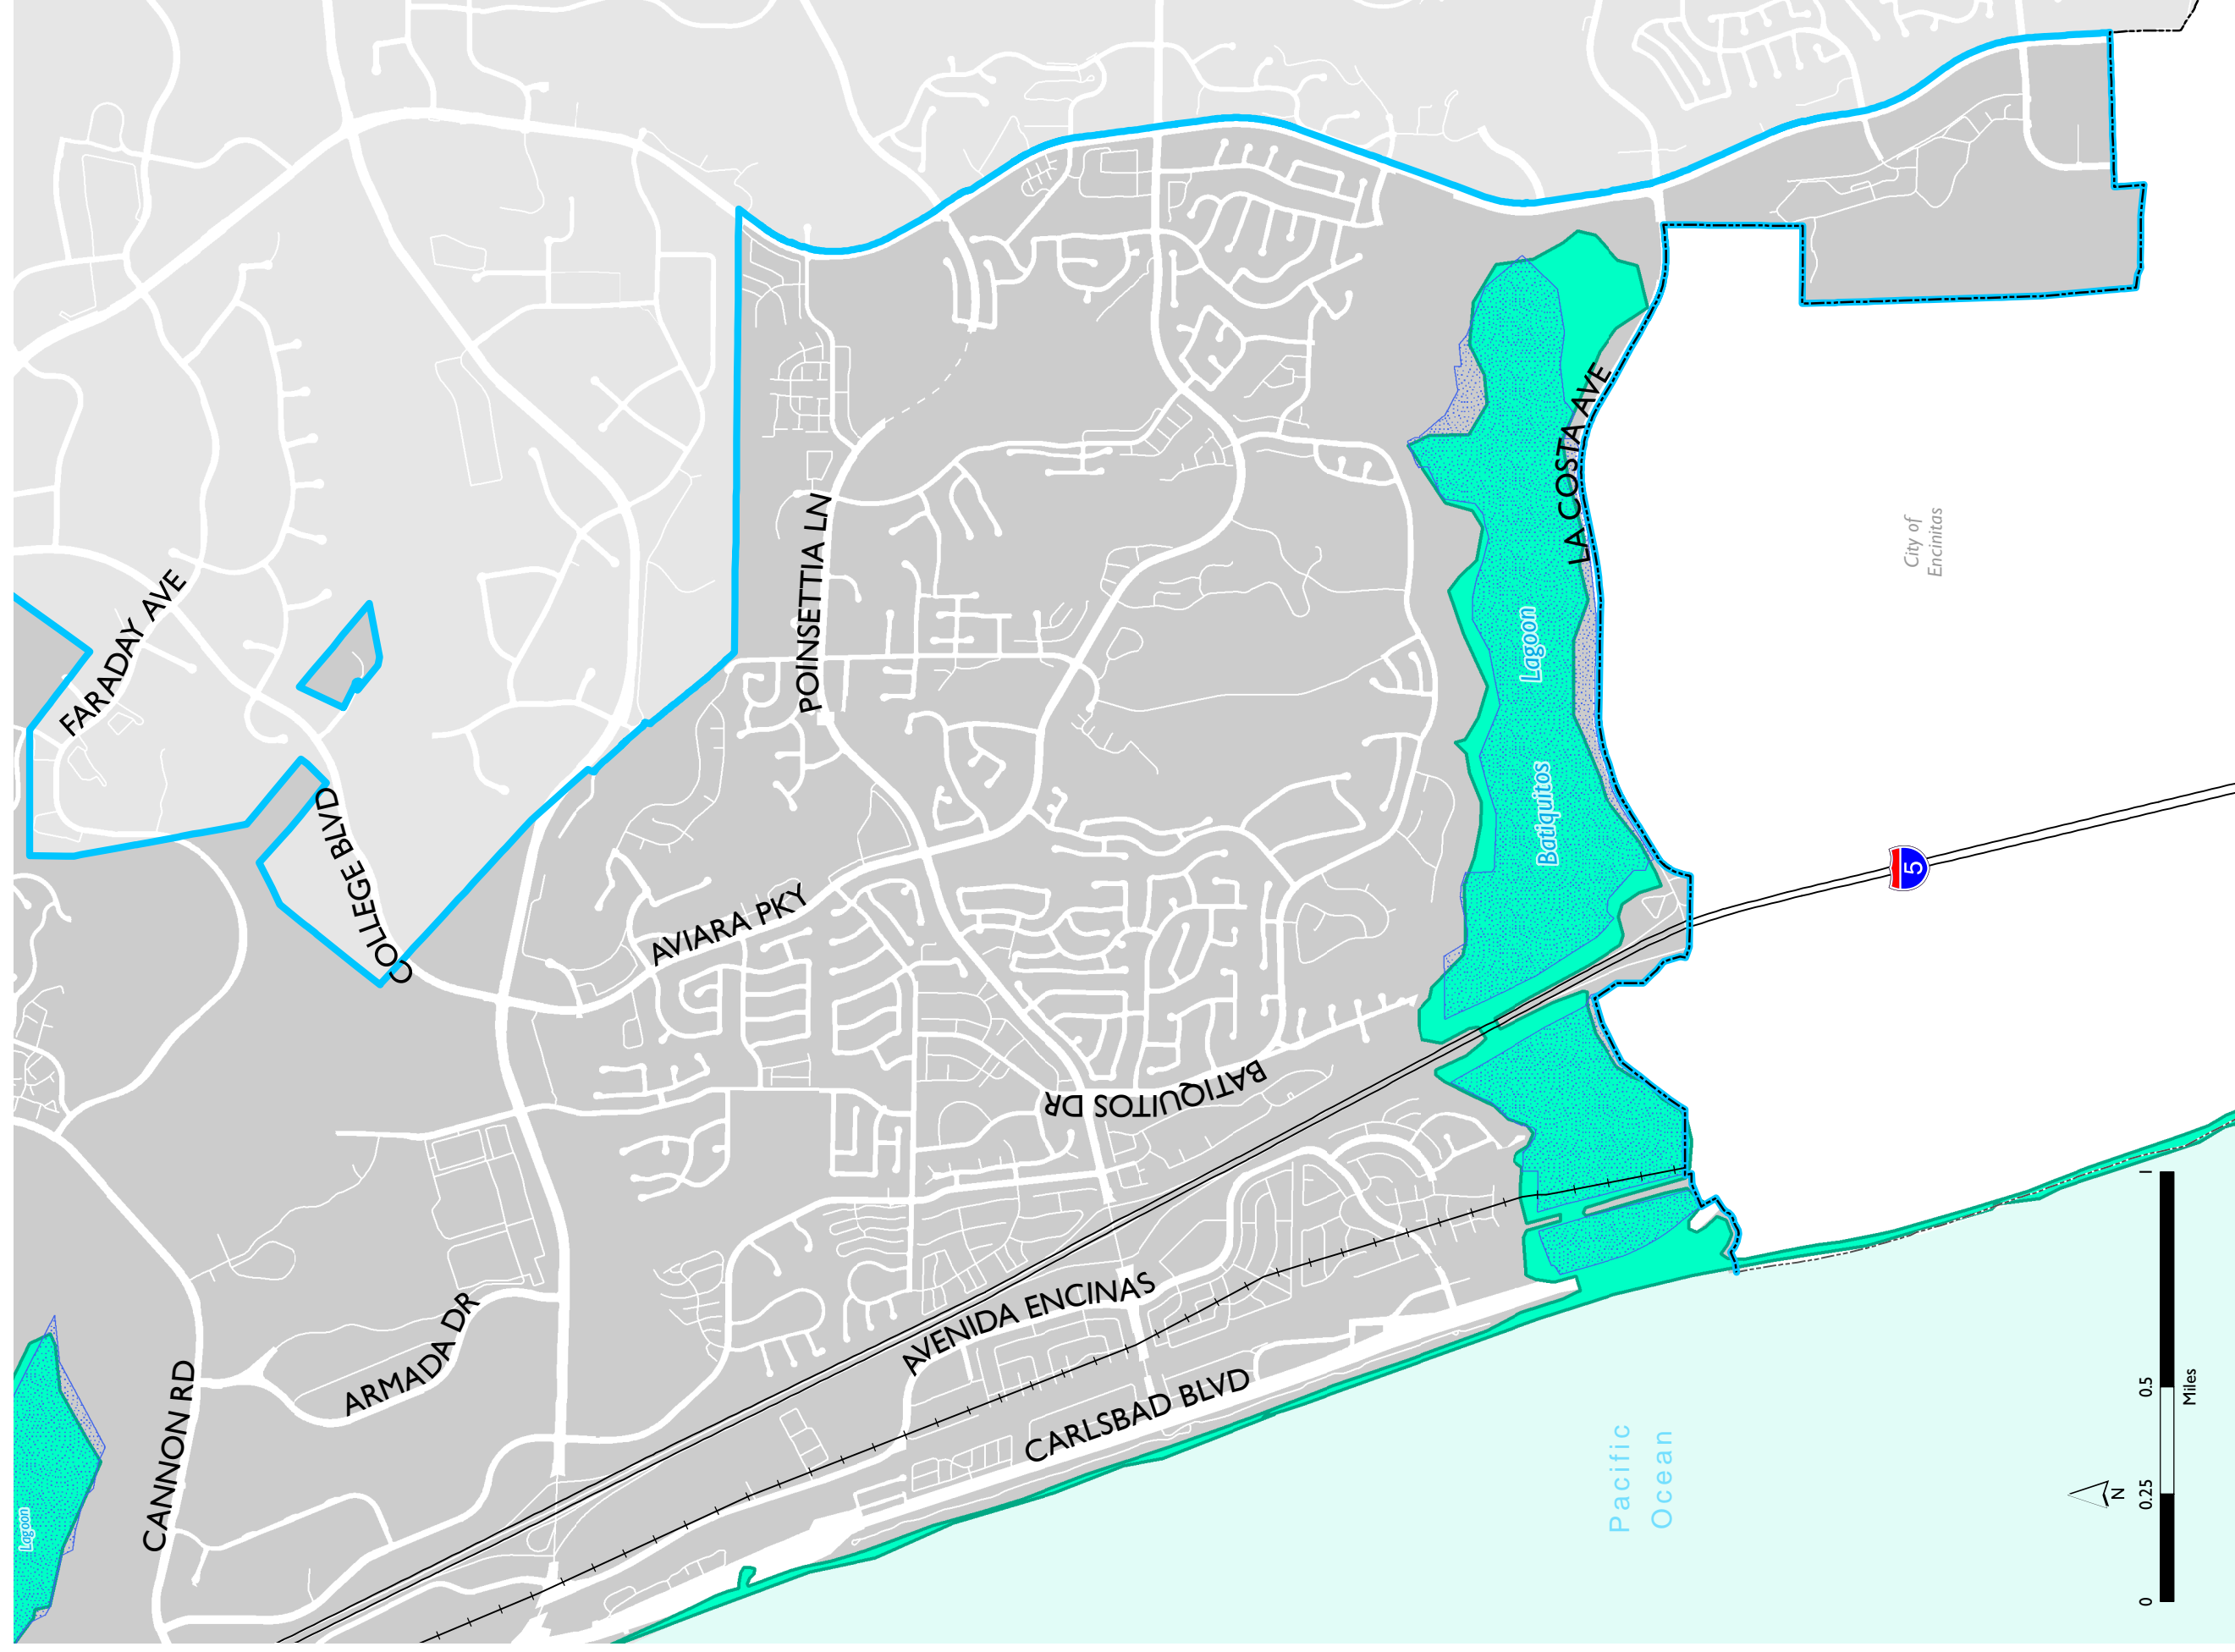 FARADAY AVE
COLLEGE BLVD
POINSETTIA LN
AVIARA PKY
LA COSTA AVE
Batiquitos Lagoon
City of
Encinitas
5
BATIQUITOS DR
AVENIDA ENCINAS
CARLSBAD BLVD
ARMADA DR
CANNON RD
Lagoon
Pacific
Ocean
N
0 0.25 0.5 1
Miles